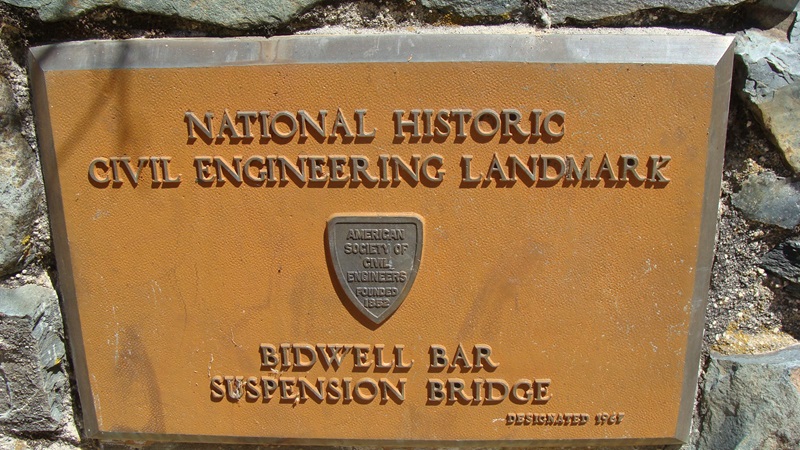 NATIONAL HISTORIC
CIVIL ENGINEERING LANDMARK
AMERICAN
SOCIETY OF
CIVIL
ENGINEERS
FOUNDED
1852
BIDWELL BAR
SUSPENSION BRIDGE
DESIGNATED 1967